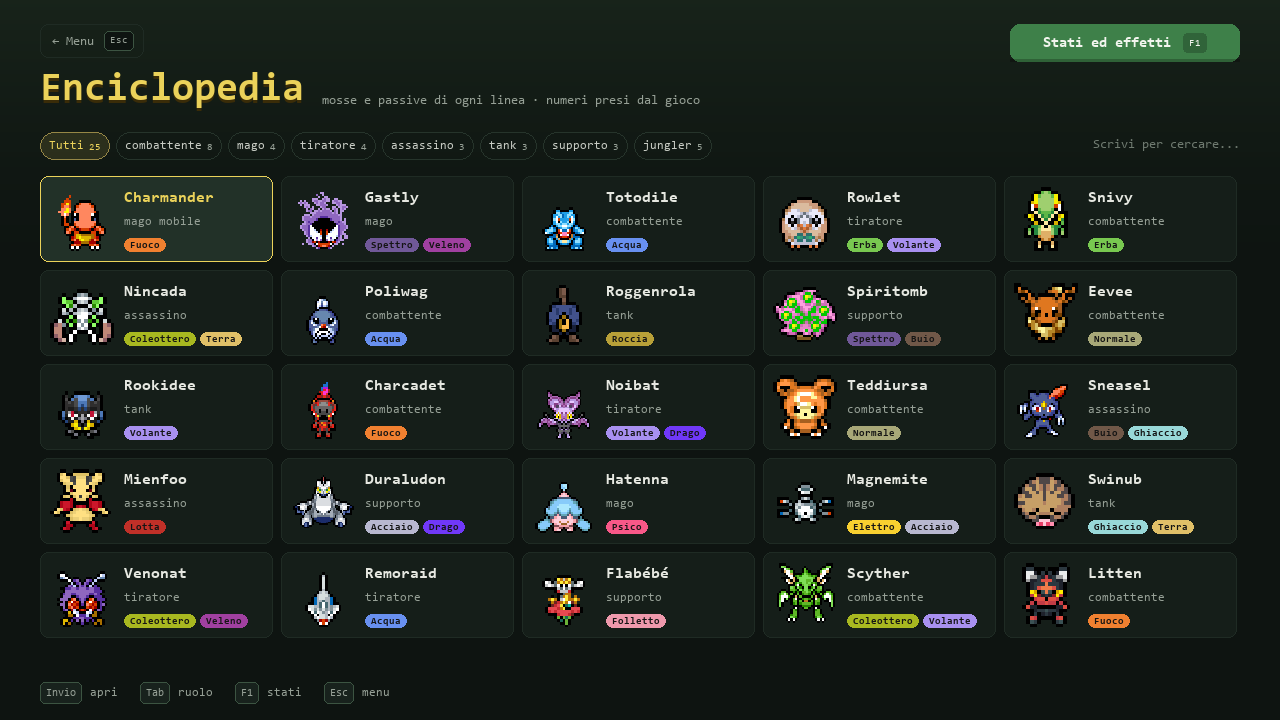 ← Menu Esc
Stati ed effetti F1
Enciclopedia
mosse e passive di ogni linea · numeri presi dal gioco
Tutti 25 combattente 8 mago 4 tiratore 4 assassino 3 tank 3 supporto 3 jungler 5
Scrivi per cercare...
Charmander
mago mobile
Fuoco
Gastly
mago
Spettro Veleno
Totodile
combattente
Acqua
Rowlet
tiratore
Erba Volante
Snivy
combattente
Erba
Nincada
assassino
Coleottero Terra
Poliwag
combattente
Acqua
Roggenrola
tank
Roccia
Spiritomb
supporto
Spettro Buio
Eevee
combattente
Normale
Rookidee
tank
Volante
Charcadet
combattente
Fuoco
Noibat
tiratore
Volante Drago
Teddiursa
combattente
Normale
Sneasel
assassino
Buio Ghiaccio
Mienfoo
assassino
Lotta
Duraludon
supporto
Acciaio Drago
Hatenna
mago
Psico
Magnemite
mago
Elettro Acciaio
Swinub
tank
Ghiaccio Terra
Venonat
tiratore
Coleottero Veleno
Remoraid
tiratore
Acqua
Flabébé
supporto
Folletto
Scyther
combattente
Coleottero Volante
Litten
combattente
Fuoco
Invio apri Tab ruolo F1 stati Esc menu